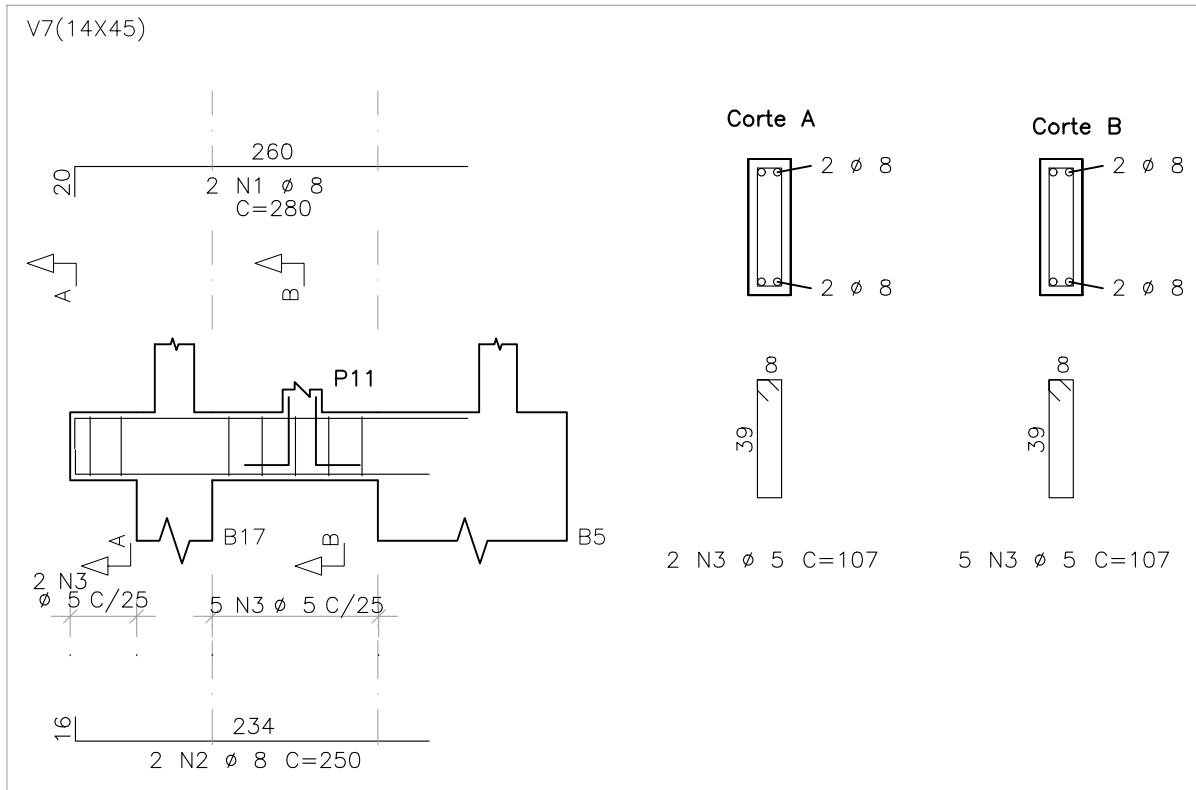 V7(14X45)
260
20
2 N1 ø 8
C=280
A
B
P11
A
B17
B
B5
2 N3
ø 5 C/25
5 N3 ø 5 C/25
16
234
2 N2 ø 8 C=250
Corte A
2 ø 8
2 ø 8
8
39
2 N3 ø 5 C=107
Corte B
2 ø 8
2 ø 8
8
39
5 N3 ø 5 C=107